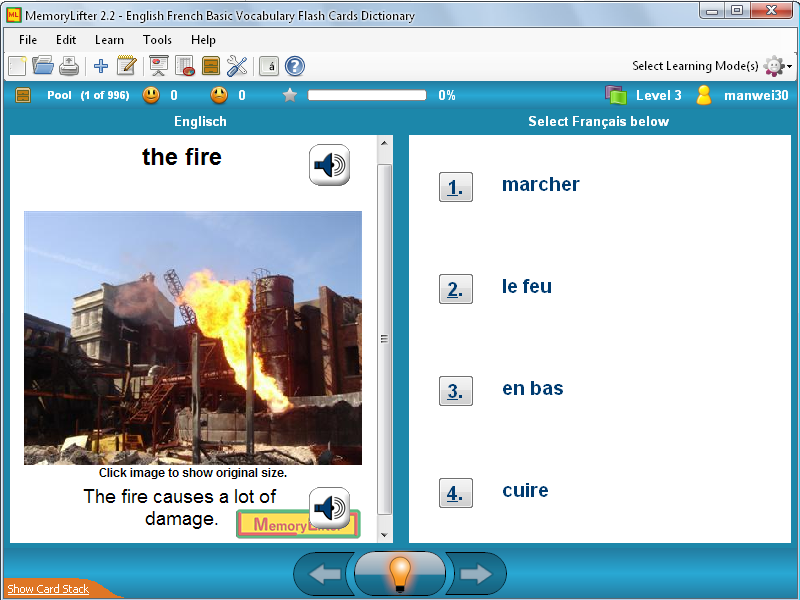 ML MemoryLifter 2.2 - English French Basic Vocabulary Flash Cards Dictionary
File Edit Learn Tools Help
á ? Select Learning Mode(s)
Pool (1 of 996) 0 0 0% Level 3 manwei30
Englisch
Select Français below
the fire
Click image to show original size.
The fire causes a lot of
damage.
MemoryLifter
1. marcher
2. le feu
3. en bas
4. cuire
Show Card Stack